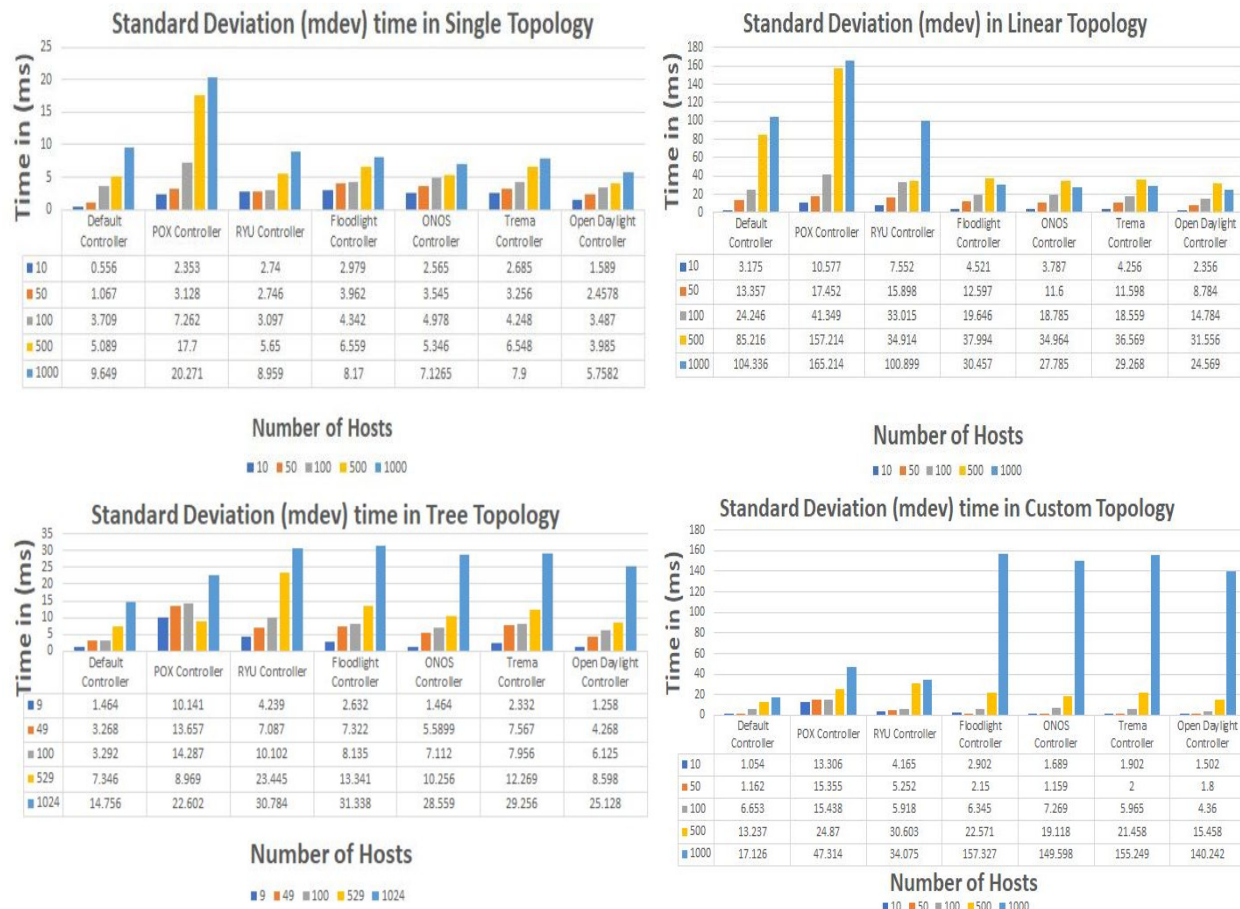 Standard Deviation (mdev) time in Single Topology
Time in (ms)
25
20
15
10
5
0
Default Controller POX Controller RYU Controller Floodlight Controller ONOS Controller Trema Controller Open Daylight Controller
10 0.556 2.353 2.74 2.979 2.565 2.685 1.589
50 1.067 3.128 2.746 3.962 3.545 3.256 2.4578
100 3.709 7.262 3.097 4.342 4.978 4.248 3.487
500 5.089 17.7 5.65 6.559 5.346 6.548 3.985
1000 9.649 20.271 8.959 8.17 7.1265 7.9 5.7582
Number of Hosts
10 50 100 500 1000
Standard Deviation (mdev) in Linear Topology
Time in (ms)
180
160
140
120
100
80
60
40
20
0
Default Controller POX Controller RYU Controller Floodlight Controller ONOS Controller Trema Controller Open Daylight Controller
10 3.175 10.577 7.552 4.521 3.787 4.256 2.356
50 13.357 17.452 15.898 12.597 11.6 11.598 8.784
100 24.246 41.349 33.015 19.646 18.785 18.559 14.784
500 85.216 157.214 34.914 37.994 34.964 36.569 31.556
1000 104.336 165.214 100.899 30.457 27.785 29.268 24.569
Number of Hosts
10 50 100 500 1000
Standard Deviation (mdev) time in Tree Topology
Time in (ms)
35
30
25
20
15
10
5
0
Default Controller POX Controller RYU Controller Floodlight Controller ONOS Controller Trema Controller Open Daylight Controller
9 1.464 10.141 4.239 2.632 1.464 2.332 1.258
49 3.268 13.657 7.087 7.322 5.5899 7.567 4.268
100 3.292 14.287 10.102 8.135 7.112 7.956 6.125
529 7.346 8.969 23.445 13.341 10.256 12.269 8.598
1024 14.756 22.602 30.784 31.338 28.559 29.256 25.128
Number of Hosts
9 49 100 529 1024
Standard Deviation (mdev) time in Custom Topology
Time in (ms)
180
160
140
120
100
80
60
40
20
0
Default Controller POX Controller RYU Controller Floodlight Controller ONOS Controller Trema Controller Open Daylight Controller
10 1.054 13.306 4.165 2.902 1.689 1.902 1.502
50 1.162 15.355 5.252 2.15 1.159 2 1.8
100 6.653 15.438 5.918 6.345 7.269 5.965 4.36
500 13.237 24.87 30.603 22.571 19.118 21.458 15.458
1000 17.126 47.314 34.075 157.327 149.598 155.249 140.242
Number of Hosts
10 50 100 500 1000